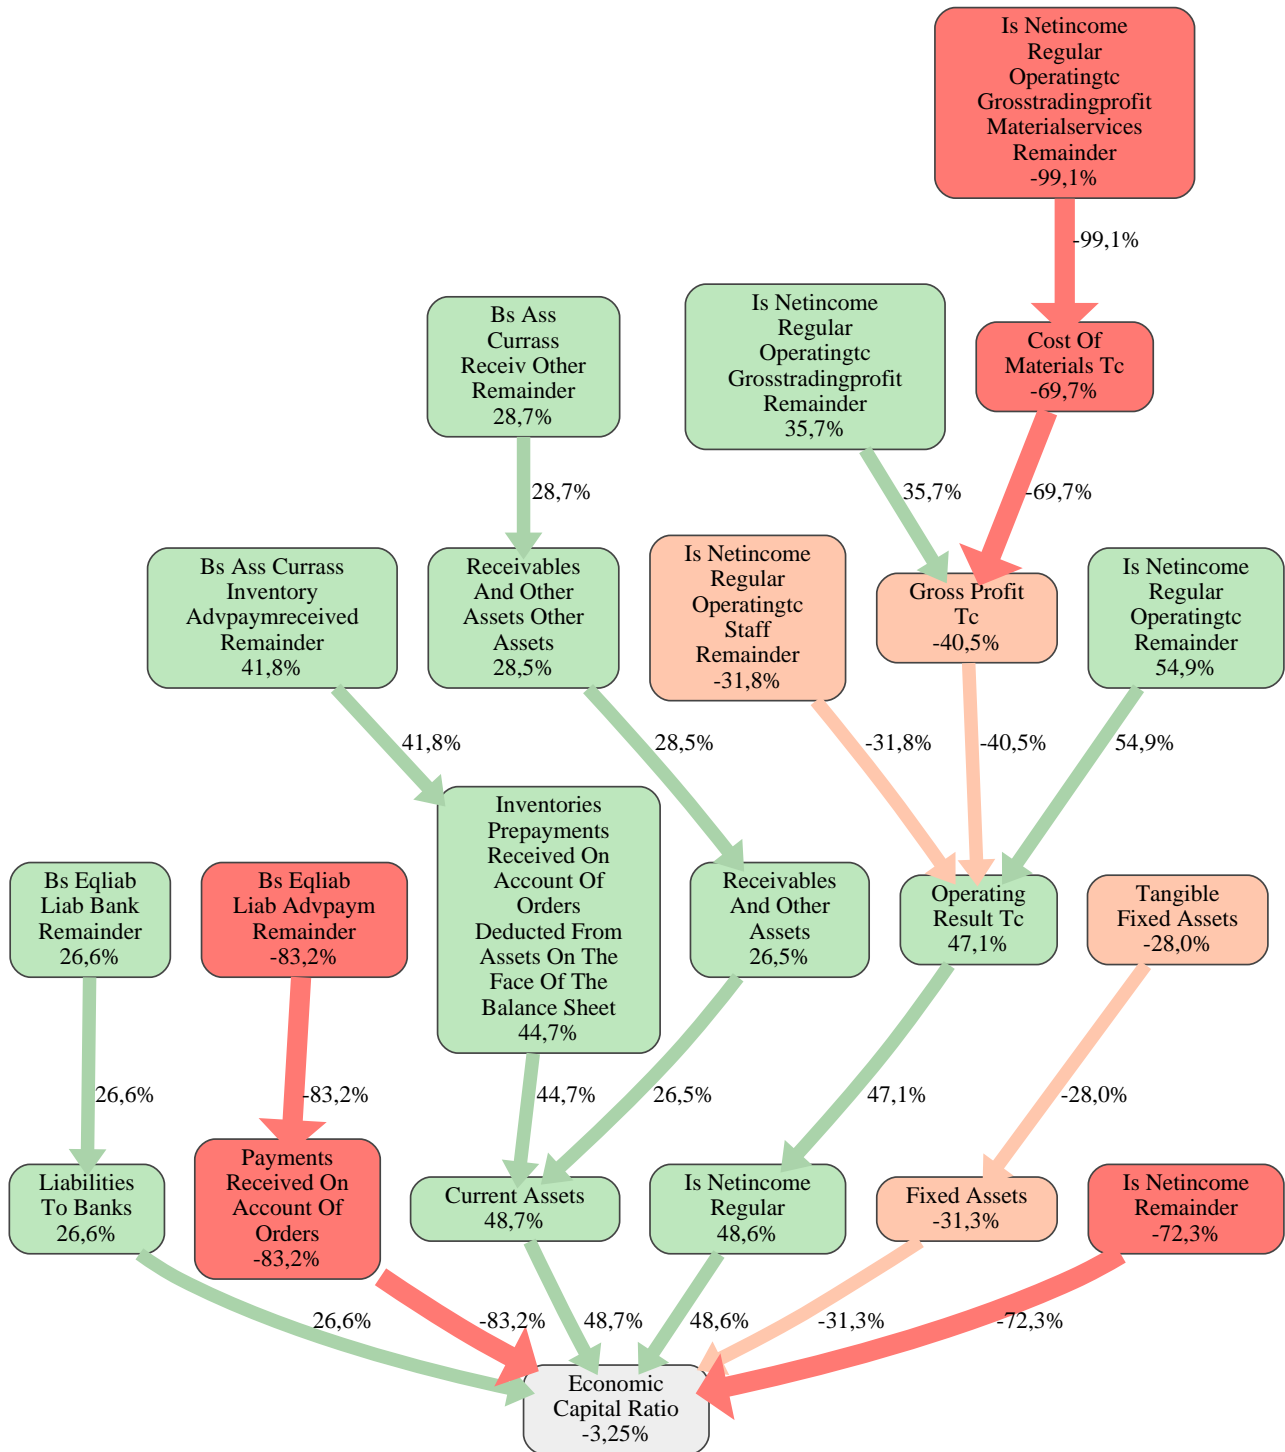 Is Netincome
Regular
Operatingtc
Grosstradingprofit
Materialservices
Remainder
-99,1%
-99,1%
Bs Ass
Currass
Receiv Other
Remainder
28,7%
Is Netincome
Regular
Operatingtc
Grosstradingprofit
Remainder
35,7%
Cost Of
Materials Tc
-69,7%
28,7%
35,7%
-69,7%
Bs Ass Currass
Inventory
Advpaymreceived
Remainder
41,8%
Receivables
And Other
Assets Other
Assets
28,5%
Is Netincome
Regular
Operatingtc
Staff
Remainder
-31,8%
Gross Profit
Tc
-40,5%
Is Netincome
Regular
Operatingtc
Remainder
54,9%
41,8%
28,5%
-31,8%
-40,5%
54,9%
Bs Eqliab
Liab Bank
Remainder
26,6%
Bs Eqliab
Liab Advpaym
Remainder
-83,2%
Inventories
Prepayments
Received On
Account Of
Orders
Deducted From
Assets On The
Face Of The
Balance Sheet
44,7%
Receivables
And Other
Assets
26,5%
Operating
Result Tc
47,1%
Tangible
Fixed Assets
-28,0%
26,6%
-83,2%
44,7%
26,5%
47,1%
-28,0%
Liabilities
To Banks
26,6%
Payments
Received On
Account Of
Orders
-83,2%
Current Assets
48,7%
Is Netincome
Regular
48,6%
Fixed Assets
-31,3%
Is Netincome
Remainder
-72,3%
26,6%
-83,2%
48,7%
48,6%
-31,3%
-72,3%
Economic
Capital Ratio
-3,25%